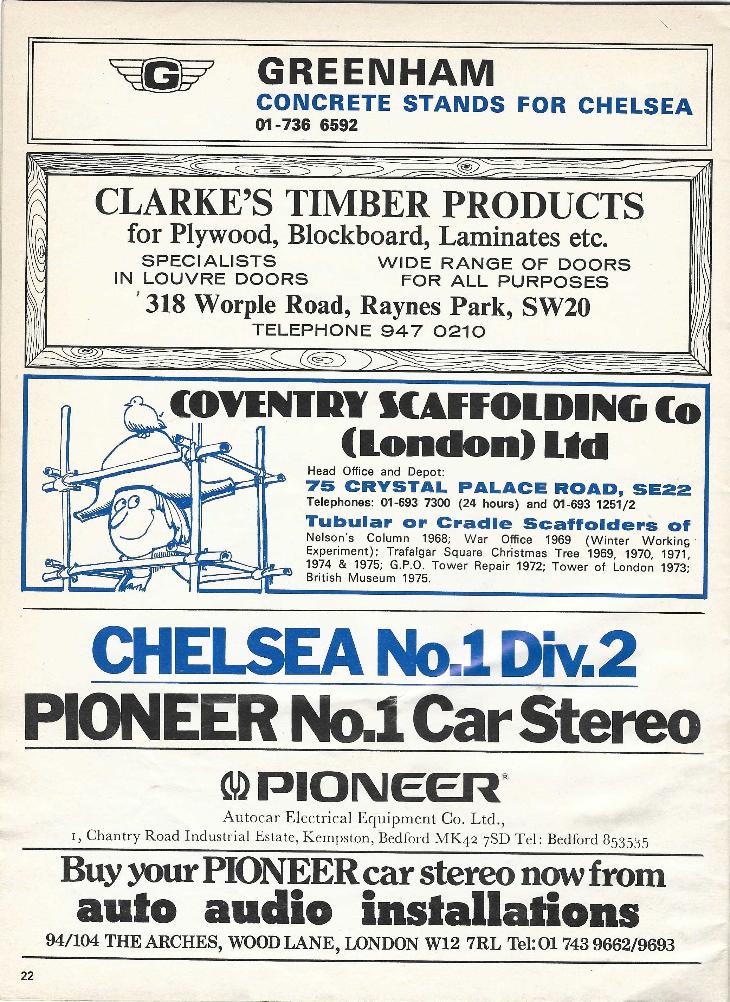 G
GREENHAM
CONCRETE STANDS FOR CHELSEA
01-736 6592
CLARKE'S TIMBER PRODUCTS
for Plywood, Blockboard, Laminates etc.
SPECIALISTS
IN LOUVRE DOORS
WIDE RANGE OF DOORS
FOR ALL PURPOSES
318 Worple Road, Raynes Park, SW20
TELEPHONE 947 0210
COVENTRY SCAFFOLDING Co
(London) Ltd
Head Office and Depot:
75 CRYSTAL PALACE ROAD, SE22
Telephones: 01-693 7300 (24 hours) and 01-693 1251/2
Tubular or Cradle Scaffolders of
Nelson's Column 1968; War Office 1969 (Winter Working
Experiment): Trafalgar Square Christmas Tree 1969, 1970, 1971,
1974 & 1975; G.P.O. Tower Repair 1972; Tower of London 1973;
British Museum 1975.
CHELSEA No.1 Div.2
PIONEER No.1 Car Stereo
PIONEER®
Autocar Electrical Equipment Co. Ltd.,
1, Chantry Road Industrial Estate, Kempston, Bedford MK42 7SD Tel: Bedford 853535
Buy your PIONEER car stereo now from
auto audio installations
94/104 THE ARCHES, WOOD LANE, LONDON W12 7RL Tel: 01 743 9662/9693
22